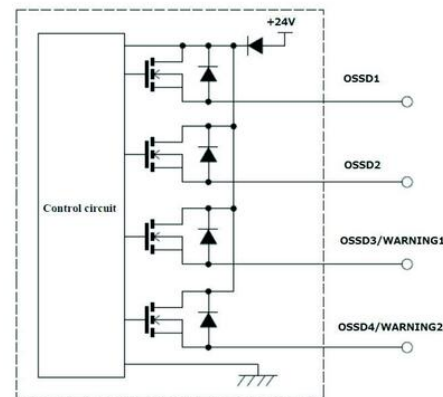 +24V
OSSD1
OSSD2
Control circuit
OSSD3/WARNING1
OSSD4/WARNING2